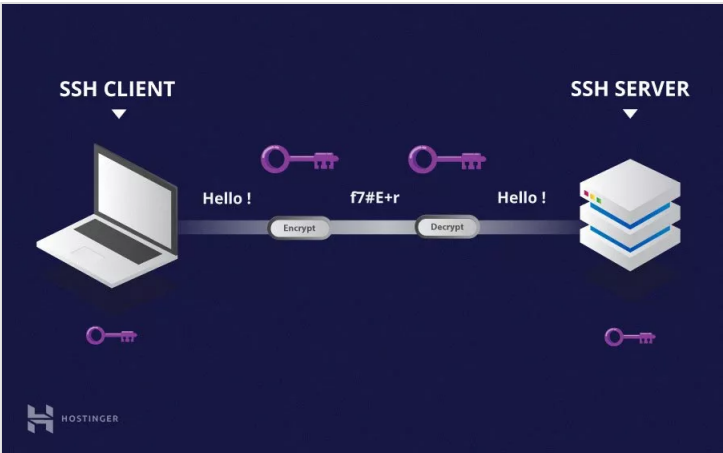 SSH CLIENT
SSH SERVER
Hello !
f7#E+r
Hello !
Encrypt
Decrypt
HOSTINGER